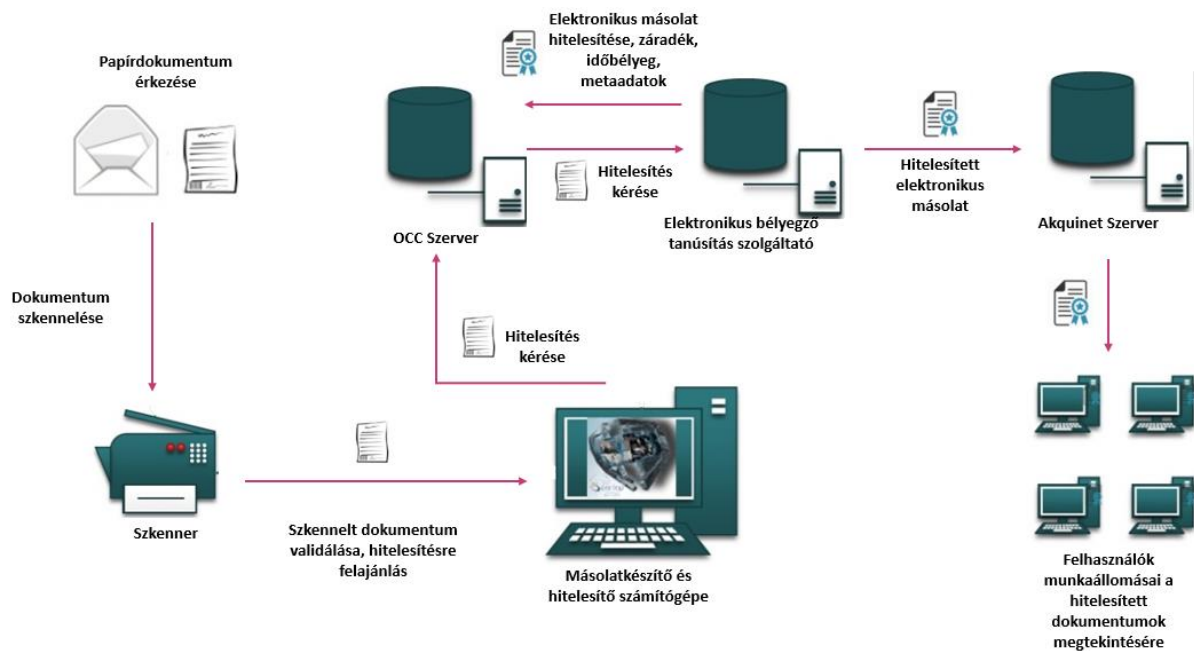 Papírdokumentum
érkezése
Dokumentum
szkennelése
Szkenner
Szkennelt dokumentum
validálása, hitelesítésre
felajánlás
Másolatkészítő és
hitelesítő számítógépe
Hitelesítés
kérése
OCC Szerver
Hitelesítés
kérése
Elektronikus másolat
hitelesítése, záradék,
időbélyeg,
metaadatok
Elektronikus bélyegző
tanúsítás szolgáltató
Hitelesített
elektronikus
másolat
Akquinet Szerver
Felhasználók
munkaállomásai a
hitelesített
dokumentumok
megtekintésére